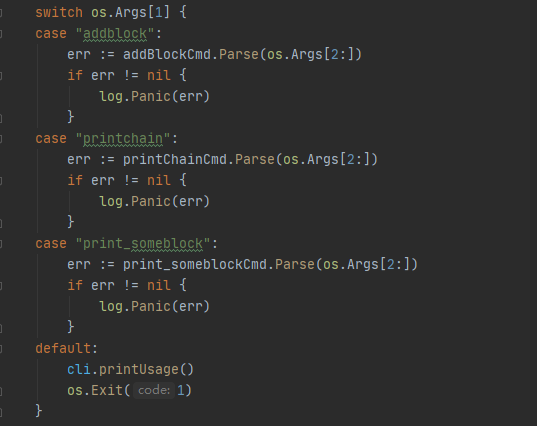 switch os.Args[1] {
case "addblock":
    err := addBlockCmd.Parse(os.Args[2:])
    if err != nil {
        log.Panic(err)
    }
case "printchain":
    err := printChainCmd.Parse(os.Args[2:])
    if err != nil {
        log.Panic(err)
    }
case "print_someblock":
    err := print_someblockCmd.Parse(os.Args[2:])
    if err != nil {
        log.Panic(err)
    }
default:
    cli.printUsage()
    os.Exit( code: 1)
}